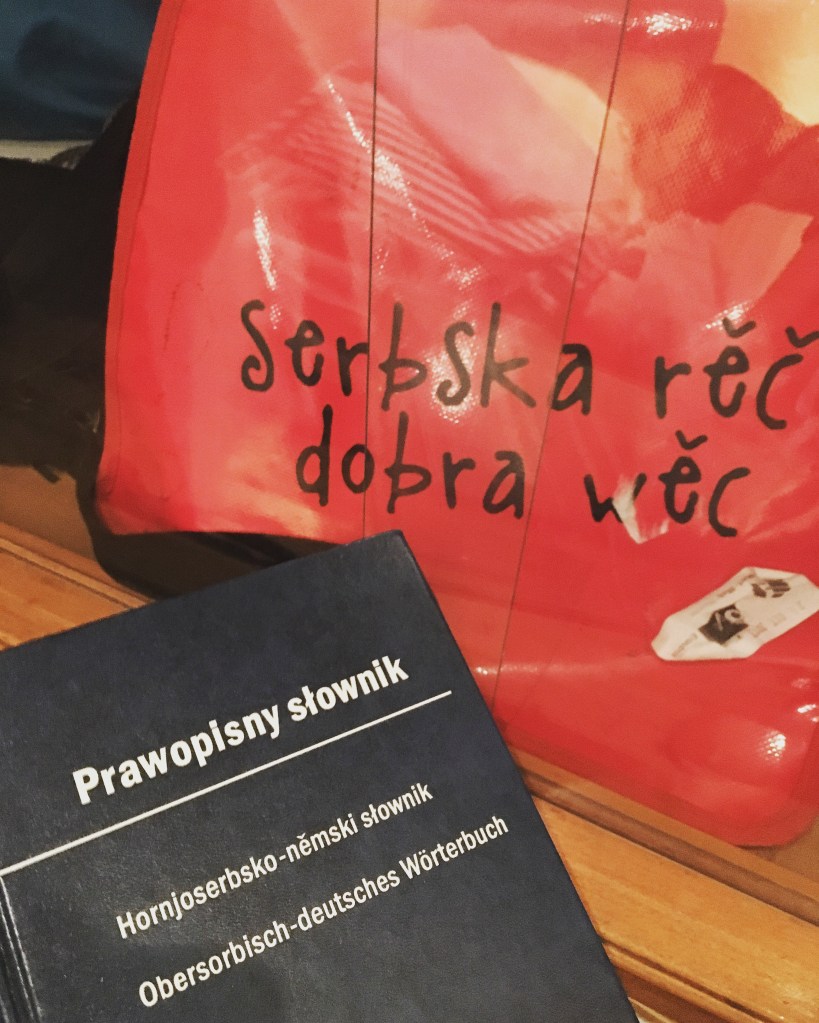 serbska rěč
dobra wěc
Prawopisny słownik
Hornjoserbsko-němski słownik
Obersorbisch-deutsches Wörterbuch